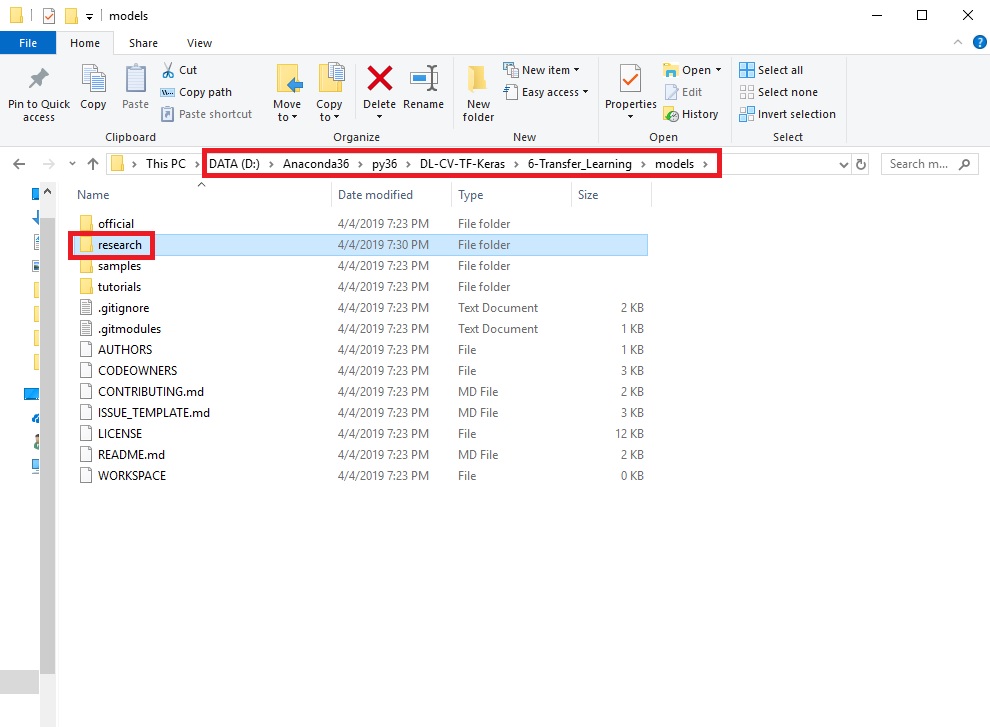 models
File Home Share View
Pin to Quick access
Copy
Paste
Cut
Copy path
Paste shortcut
Clipboard
Move to
Copy to
Delete
Rename
Organize
New folder
New item
Easy access
New
Properties
Open
Edit
History
Open
Select all
Select none
Invert selection
Select
This PC > DATA (D:) > Anaconda36 > py36 > DL-CV-TF-Keras > 6-Transfer_Learning > models >
Search m...
Name Date modified Type Size
official 4/4/2019 7:23 PM File folder
research 4/4/2019 7:30 PM File folder
samples 4/4/2019 7:23 PM File folder
tutorials 4/4/2019 7:23 PM File folder
.gitignore 4/4/2019 7:23 PM Text Document 2 KB
.gitmodules 4/4/2019 7:23 PM Text Document 1 KB
AUTHORS 4/4/2019 7:23 PM File 1 KB
CODEOWNERS 4/4/2019 7:23 PM File 3 KB
CONTRIBUTING.md 4/4/2019 7:23 PM MD File 2 KB
ISSUE_TEMPLATE.md 4/4/2019 7:23 PM MD File 3 KB
LICENSE 4/4/2019 7:23 PM File 12 KB
README.md 4/4/2019 7:23 PM MD File 2 KB
WORKSPACE 4/4/2019 7:23 PM File 0 KB